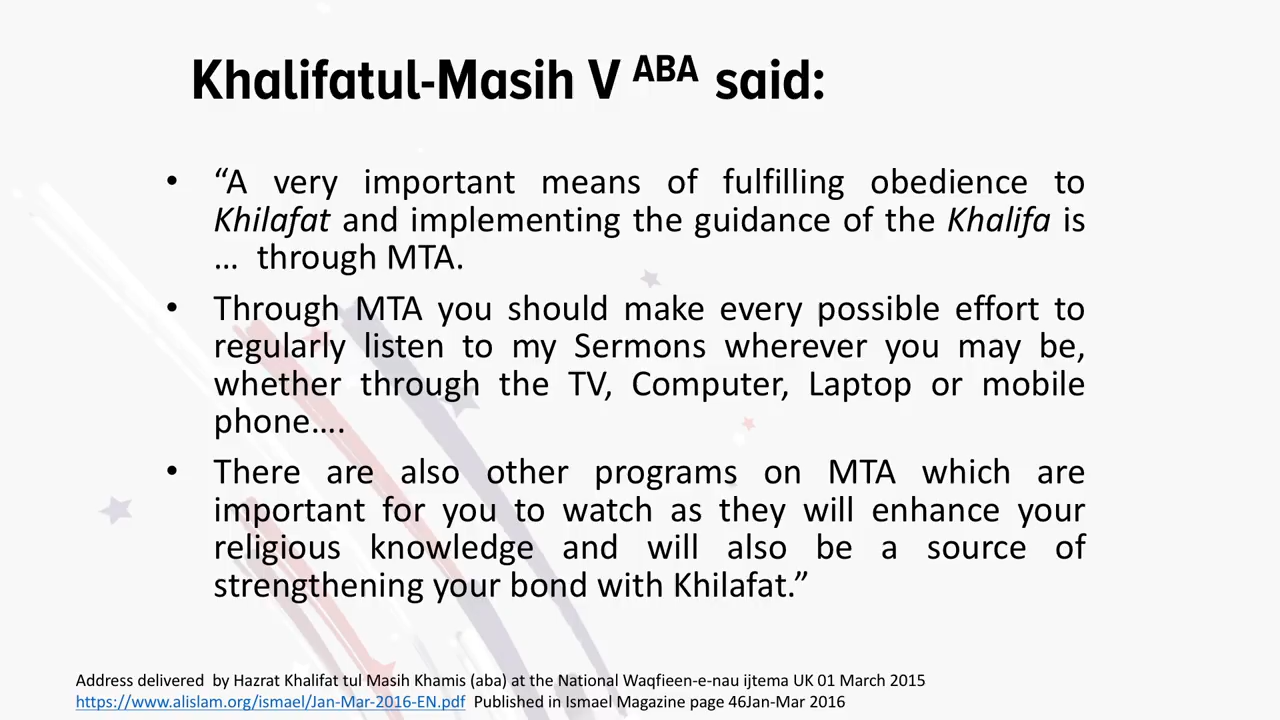 Khalifatul-Masih V ABA said:
• “A very important means of fulfilling obedience to
Khilafat and implementing the guidance of the Khalifa is
... through MTA.
• Through MTA you should make every possible effort to
regularly listen to my Sermons wherever you may be,
whether through the TV, Computer, Laptop or mobile
phone....
• There are also other programs on MTA which are
important for you to watch as they will enhance your
religious knowledge and will also be a source of
strengthening your bond with Khilafat.”
Address delivered by Hazrat Khalifat tul Masih Khamis (aba) at the National Waqfieen-e-nau ijtema UK 01 March 2015
https://www.alislam.org/ismael/Jan-Mar-2016-EN.pdf Published in Ismael Magazine page 46Jan-Mar 2016